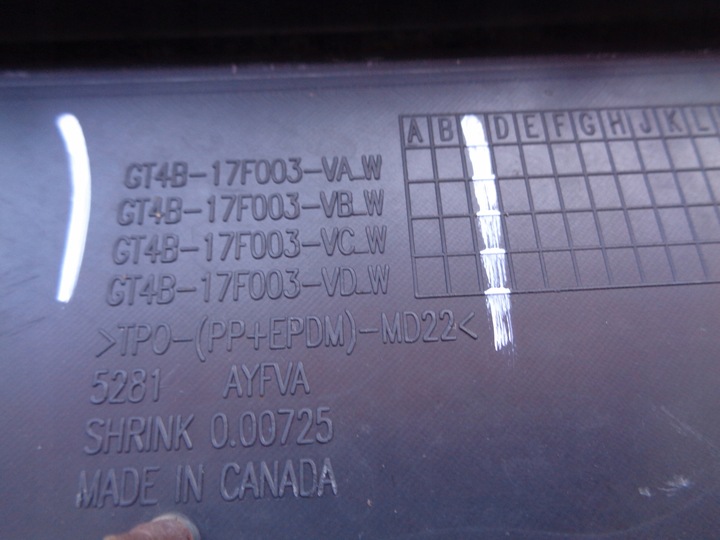 A B D E F G H J K L
GT4B-17F003-VA_W
GT4B-17F003-VB_W
GT4B-17F003-VC_W
GT4B-17F003-VD_W
>TPO-(PP+EPDM)-MD22<
5281 AYFVA
SHRINK 0.00725
MADE IN CANADA